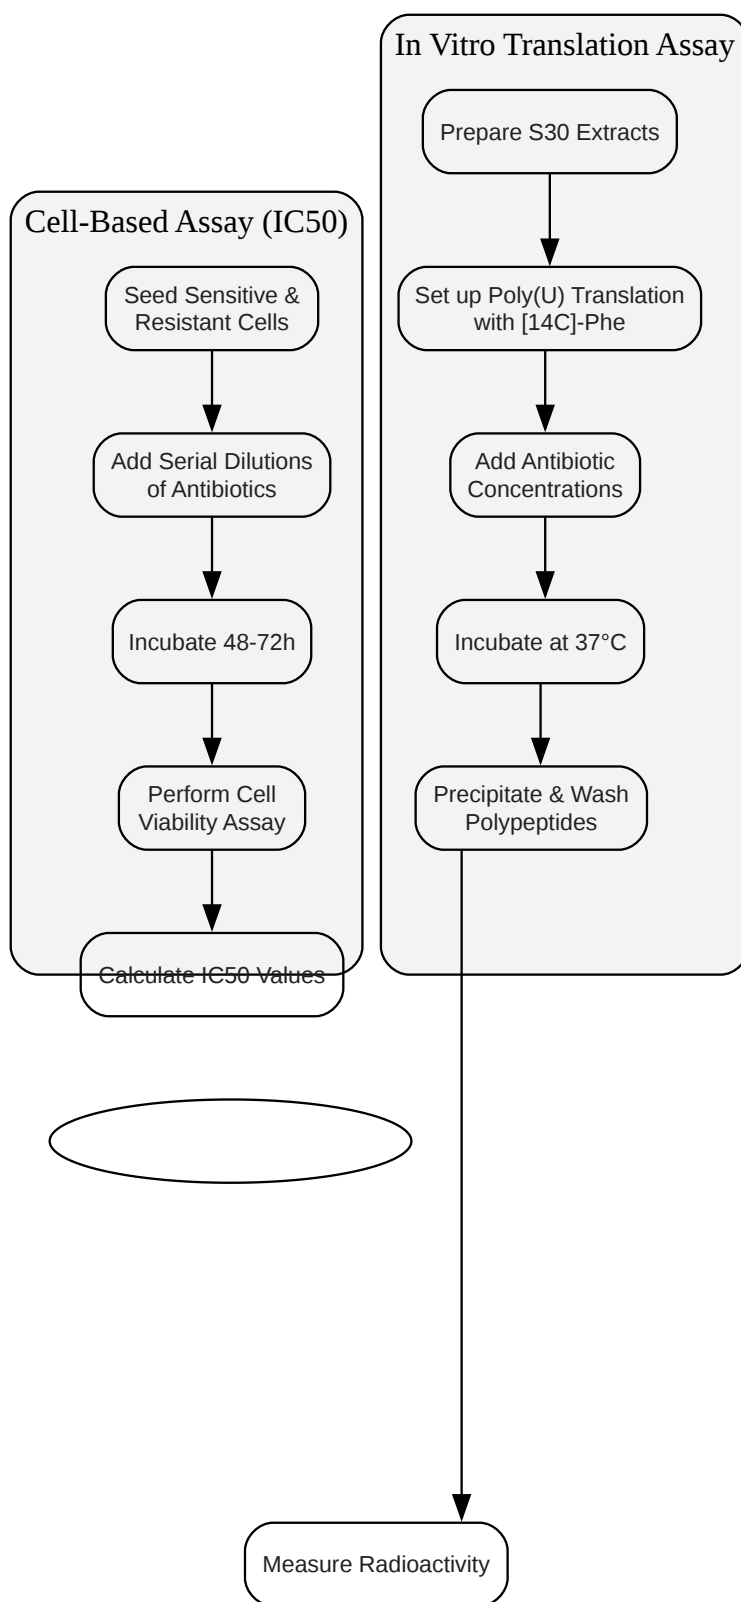 Cell-Based Assay (IC50)
Seed Sensitive &
Resistant Cells
Add Serial Dilutions
of Antibiotics
Incubate 48-72h
Perform Cell
Viability Assay
Calculate IC50 Values
In Vitro Translation Assay
Prepare S30 Extracts
Set up Poly(U) Translation
with [14C]-Phe
Add Antibiotic
Concentrations
Incubate at 37°C
Precipitate & Wash
Polypeptides
Measure Radioactivity